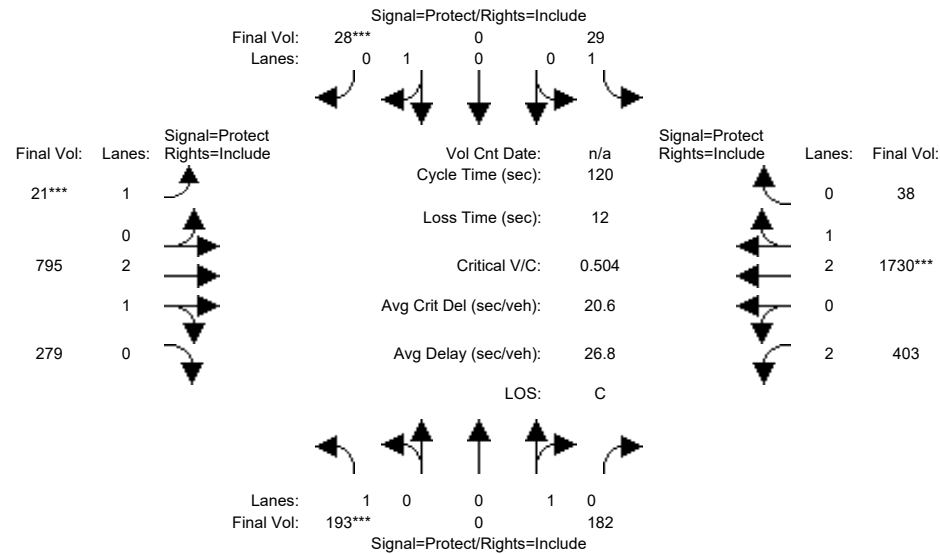 Signal=Protect/Rights=Include
Final Vol: 28*** 0 29
Lanes: 0 1 0 0 1
Signal=Protect Signal=Protect
Final Vol: Lanes: Rights=Include Vol Cnt Date: n/a Rights=Include Lanes: Final Vol:
Cycle Time (sec): 120
21*** 1 0 38
Loss Time (sec): 12
0 1
795 2 Critical V/C: 0.504 2 1730***
1 Avg Crit Del (sec/veh): 20.6 0
279 0 Avg Delay (sec/veh): 26.8 2 403
LOS: C
Lanes: 1 0 0 1 0
Final Vol: 193*** 0 182
Signal=Protect/Rights=Include